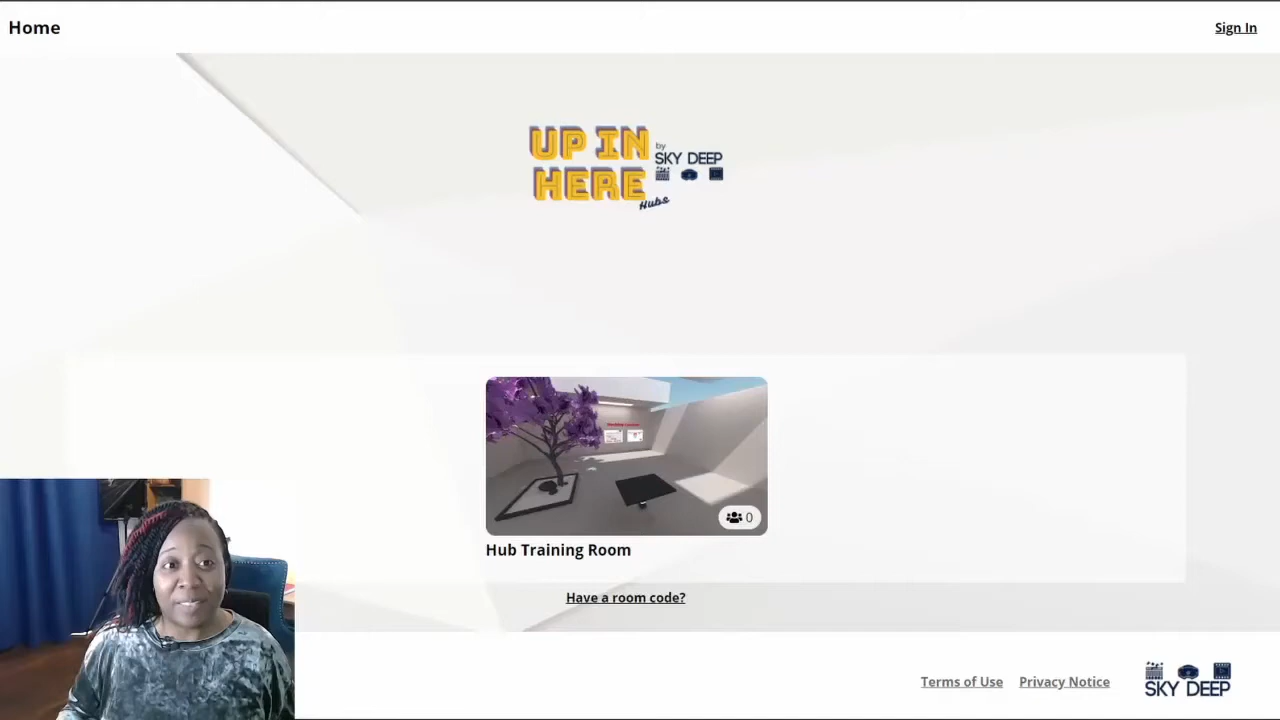 Home
Sign In
UP IN
HERE
by
SKY DEEP
Hubs
0
Hub Training Room
Have a room code?
Terms of Use
Privacy Notice
SKY DEEP